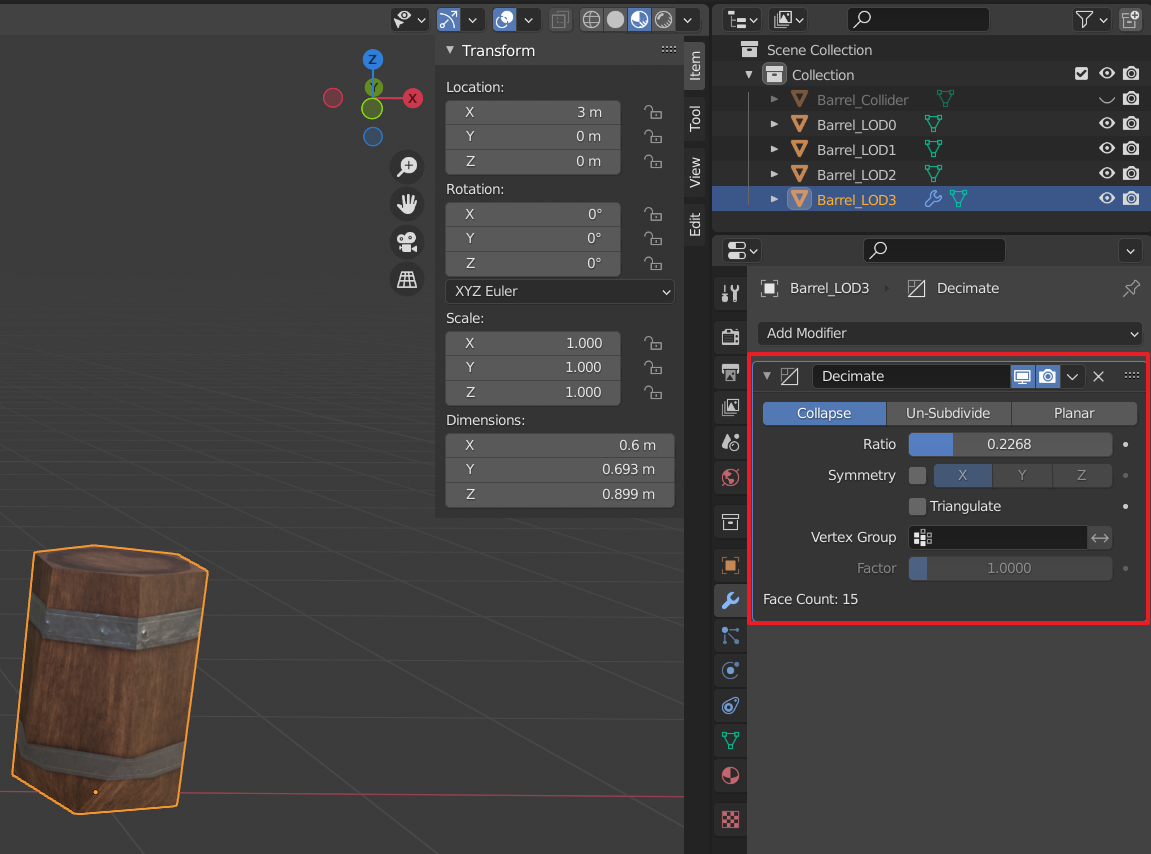 Transform
Location:
X 3 m
Y 0 m
Z 0 m
Rotation:
X 0°
Y 0°
Z 0°
XYZ Euler
Scale:
X 1.000
Y 1.000
Z 1.000
Dimensions:
X 0.6 m
Y 0.693 m
Z 0.899 m
Z
Y
X
Item
Tool
View
Edit
Scene Collection
Collection
Barrel_Collider
Barrel_LOD0
Barrel_LOD1
Barrel_LOD2
Barrel_LOD3
Barrel_LOD3 Decimate
Add Modifier
Decimate
Collapse Un-Subdivide Planar
Ratio 0.2268
Symmetry X Y Z
Triangulate
Vertex Group
Factor 1.0000
Face Count: 15